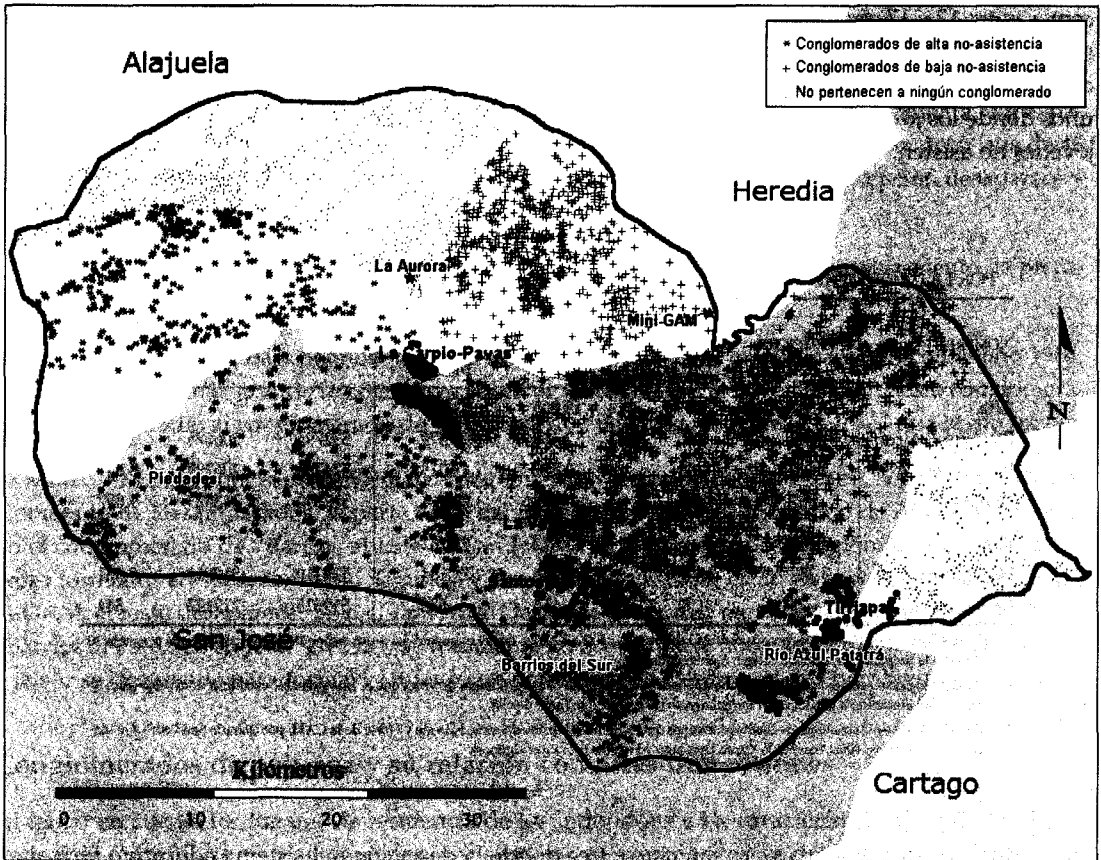 Alajuela
* Conglomerados de alta no-asistencia
+ Conglomerados de baja no-asistencia
No pertenecen a ningún conglomerado
Heredia
La Aurora
Mini-GAM
La Carpio-Pavas
N
Piedades
Tirrases
San José
Barrios del Sur
Río Azul-Patarrá
Kilómetros
Cartago
0 10 20 30